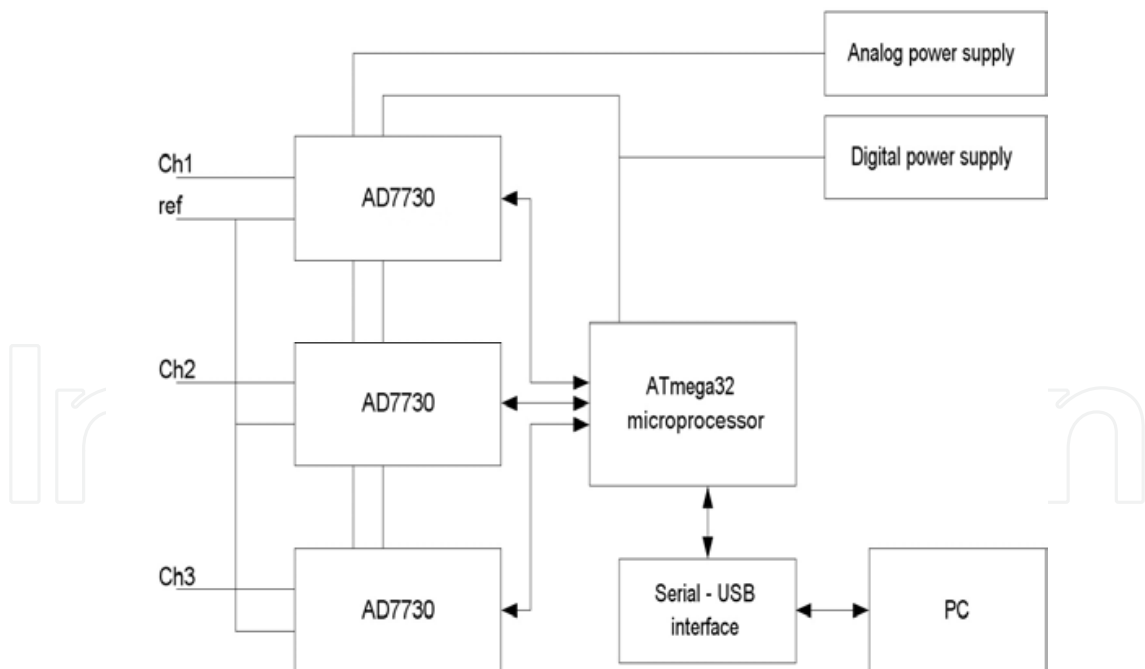 Analog power supply
Digital power supply
Ch1
ref
AD7730
Ch2
AD7730
ATmega32
microprocessor
Ch3
AD7730
Serial - USB
interface
PC